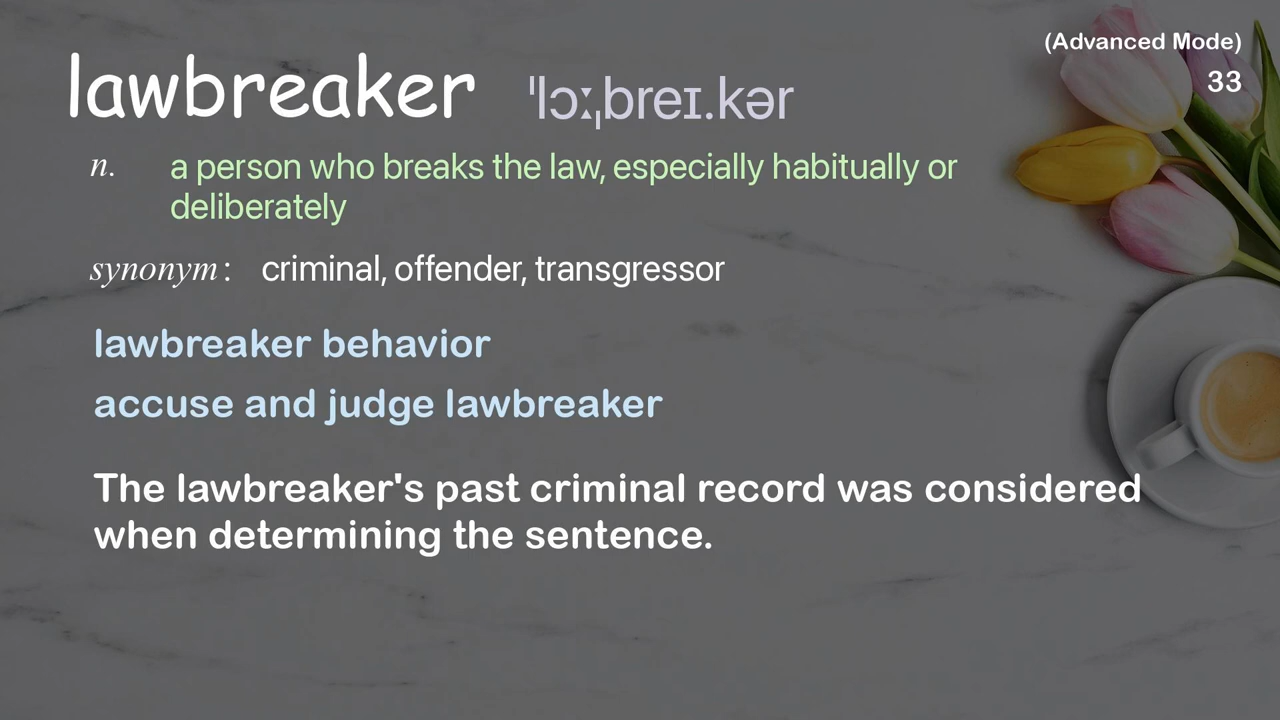 (Advanced Mode)
lawbreaker ˈlɔːˌbreɪ.kər
33
n. a person who breaks the law, especially habitually or
deliberately
synonym: criminal, offender, transgressor
lawbreaker behavior
accuse and judge lawbreaker
The lawbreaker's past criminal record was considered
when determining the sentence.